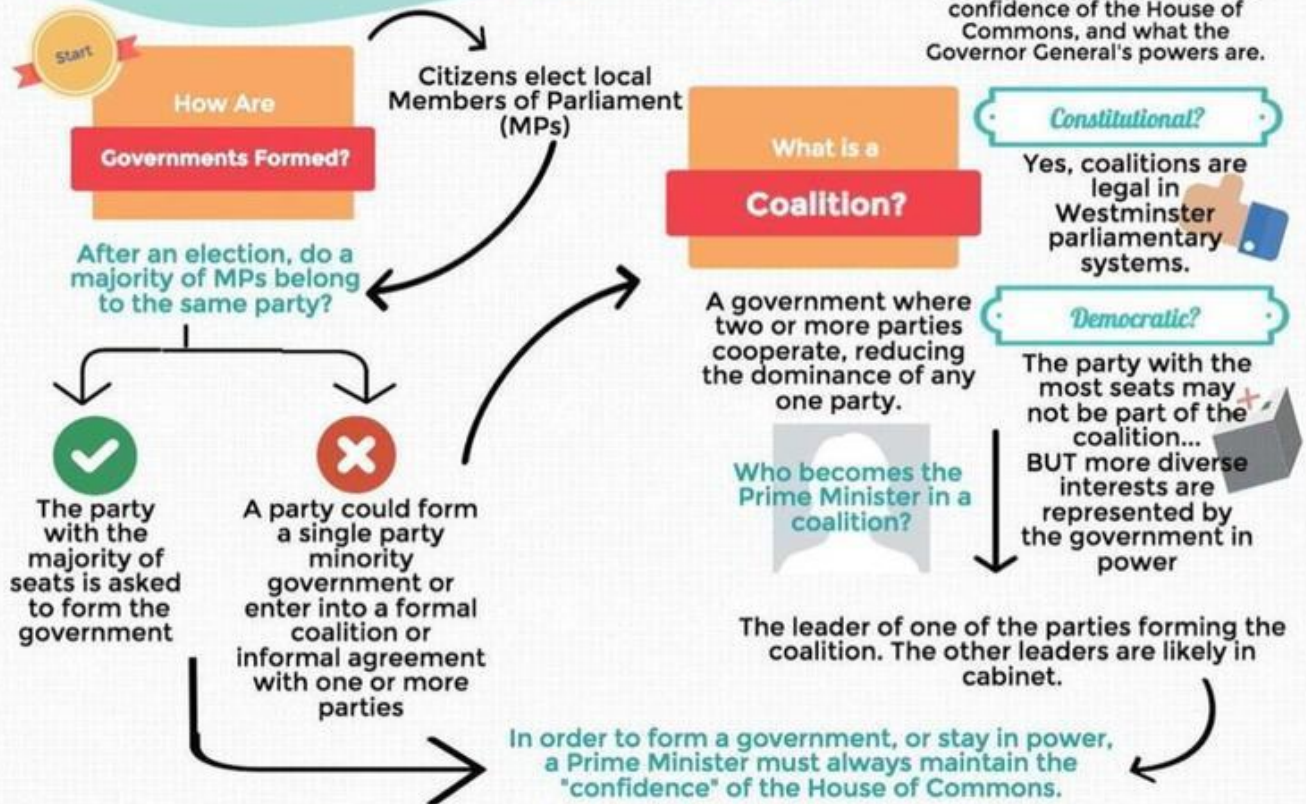 confidence of the House of
Commons, and what the
Governor General's powers are.
Start
How Are
Governments Formed?
Citizens elect local
Members of Parliament
(MPs)
After an election, do a
majority of MPs belong
to the same party?
The party
with the
majority of
seats is asked
to form the
government
A party could form
a single party
minority
government or
enter into a formal
coalition or
informal agreement
with one or more
parties
What is a
Coalition?
A government where
two or more parties
cooperate, reducing
the dominance of any
one party.
Constitutional?
Yes, coalitions are
legal in
Westminster
parliamentary
systems.
Democratic?
The party with the
most seats may
not be part of the
coalition...
BUT more diverse
interests are
represented by
the government in
power
Who becomes the
Prime Minister in a
coalition?
The leader of one of the parties forming the
coalition. The other leaders are likely in
cabinet.
In order to form a government, or stay in power,
a Prime Minister must always maintain the
"confidence" of the House of Commons.